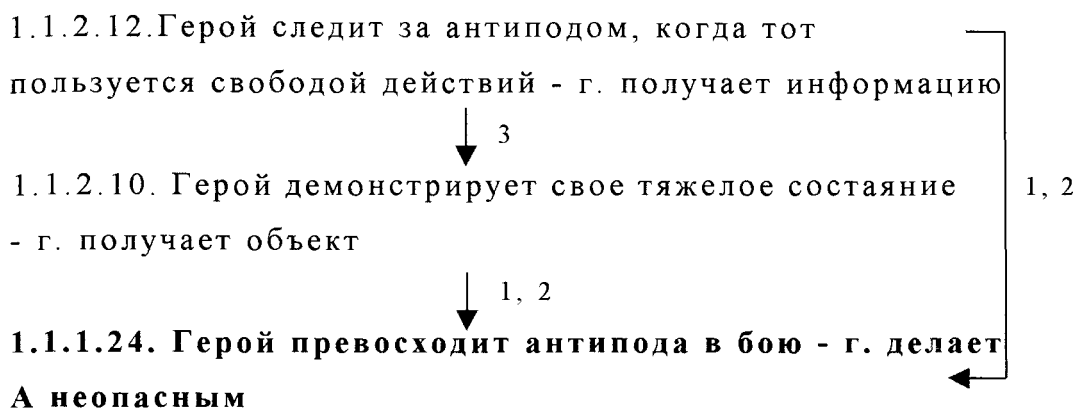 1.1.2.12.Герой следит за антиподом, когда тот
пользуется свободой действий - г. получает информацию
3
1.1.2.10. Герой демонстрирует свое тяжелое состаяние
1, 2
- г. получает объект
1, 2
1.1.1.24. Герой превосходит антипода в бою - г. делает
А неопасным